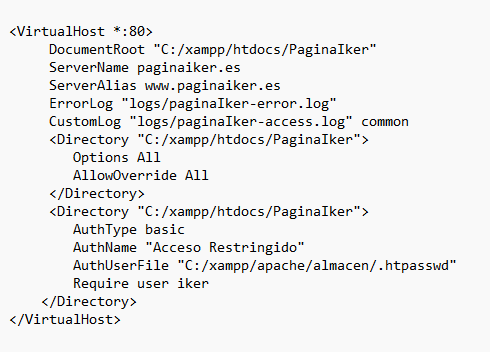 <VirtualHost *:80>
DocumentRoot "C:/xampp/htdocs/PaginaIker"
ServerName paginaiker.es
ServerAlias www.paginaiker.es
ErrorLog "logs/paginaIker-error.log"
CustomLog "logs/paginaIker-access.log" common
<Directory "C:/xampp/htdocs/PaginaIker">
Options All
AllowOverride All
</Directory>
<Directory "C:/xampp/htdocs/PaginaIker">
AuthType basic
AuthName "Acceso Restringido"
AuthUserFile "C:/xampp/apache/almacen/.htpasswd"
Require user iker
</Directory>
</VirtualHost>